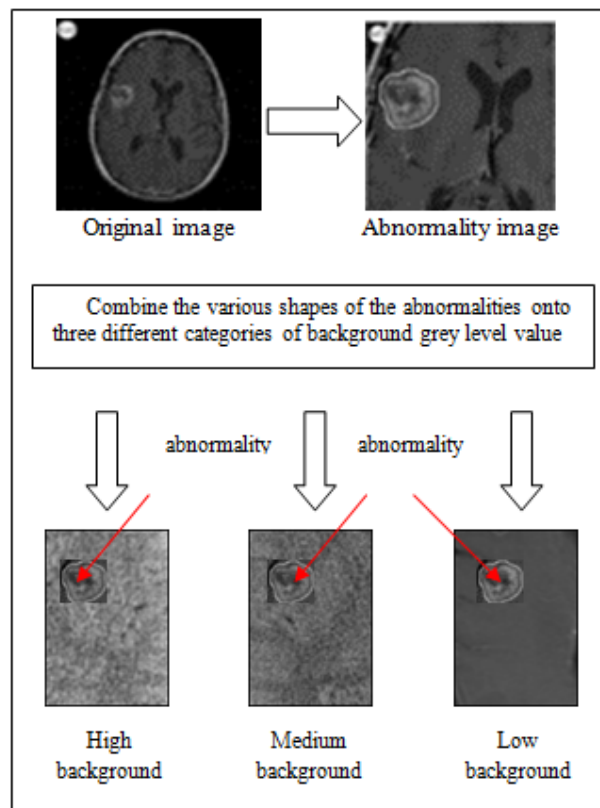 Original image
Abnormality image
Combine the various shapes of the abnormalities onto
three different categories of background grey level value
abnormality
abnormality
High
background
Medium
background
Low
background